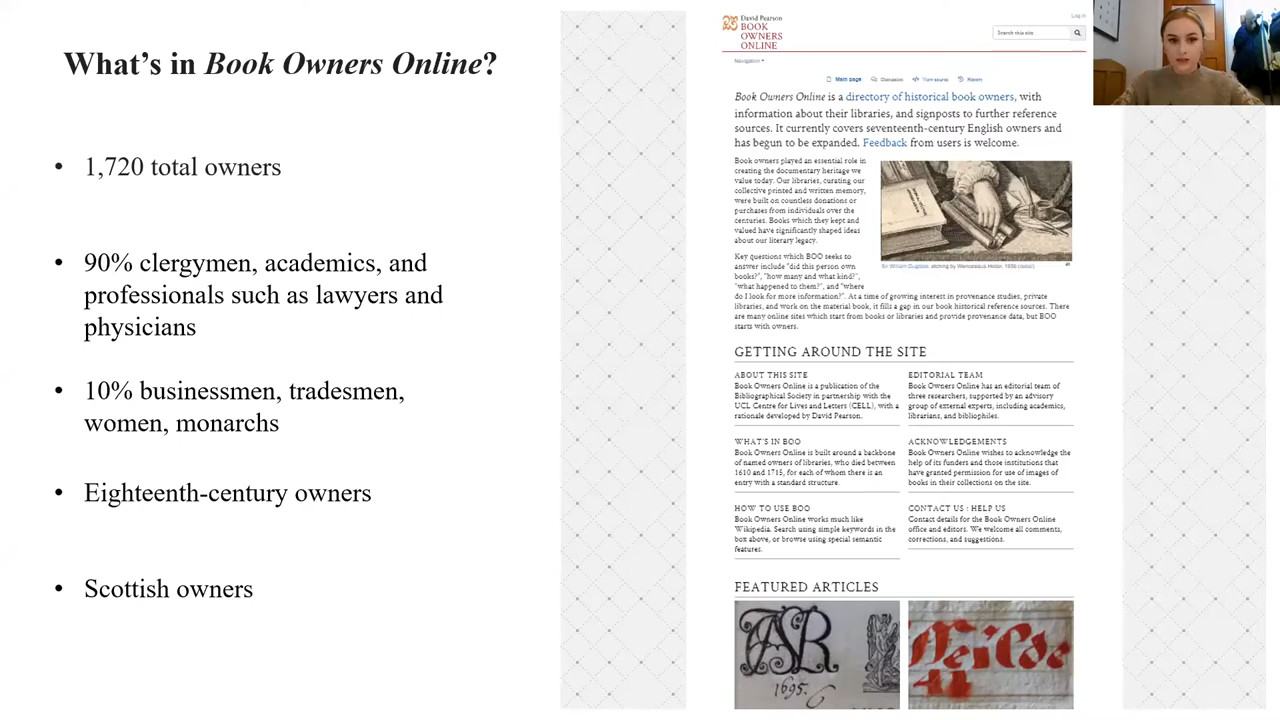 What's in Book Owners Online?
• 1,720 total owners
• 90% clergymen, academics, and
professionals such as lawyers and
physicians
• 10% businessmen, tradesmen,
women, monarchs
• Eighteenth-century owners
• Scottish owners
David Pearson
BOOK
OWNERS
ONLINE
Log in
Search this site
Navigation
Main page Discussion View source History
Book Owners Online is a directory of historical book owners, with
information about their libraries, and signposts to further reference
sources. It currently covers seventeenth-century English owners and
has begun to be expanded. Feedback from users is welcome.
Book owners played an essential role in
creating the documentary heritage we
value today. Our libraries, curating our
collective printed and written memory,
were built on countless donations or
purchases from individuals over the
centuries. Books which they kept and
valued have significantly shaped ideas
about our literary legacy.
Sir William Dugdale: etching by Wenceslaus Hollar, 1656 (detail)
Key questions which BOO seeks to
answer include "did this person own
books?", "how many and what kind?",
"what happened to them?", and "where
do I look for more information?". At a time of growing interest in provenance studies, private
libraries, and work on the material book, it fills a gap in our book historical reference sources. There
are many online sites which start from books or libraries and provide provenance data, but BOO
starts with owners.
GETTING AROUND THE SITE
ABOUT THIS SITE
Book Owners Online is a publication of the
Bibliographical Society in partnership with the
UCL Centre for Lives and Letters (CELL), with a
rationale developed by David Pearson.
EDITORIAL TEAM
Book Owners Online has an editorial team of
three researchers, supported by an advisory
group of external experts, including academics,
librarians, and bibliophiles.
WHAT'S IN BOO
Book Owners Online is built around a backbone
of named owners of libraries, who died between
1610 and 1715, for each of whom there is an
entry with a standard structure.
ACKNOWLEDGEMENTS
Book Owners Online wishes to acknowledge the
help of its funders and those institutions that
have granted permission for use of images of
books in their collections on the site.
HOW TO USE BOO
Book Owners Online works much like
Wikipedia. Search using simple keywords in the
box above, or browse using special semantic
features.
CONTACT US : HELP US
Contact details for the Book Owners Online
office and editors. We welcome all comments,
corrections, and suggestions.
FEATURED ARTICLES
AR
1695.